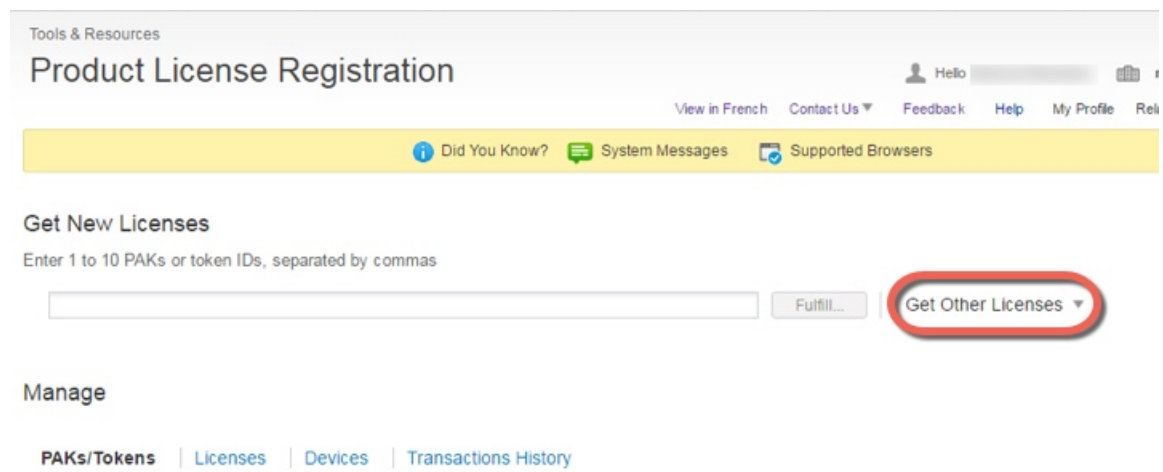 Tools & Resources
Product License Registration
Hello
View in French Contact Us Feedback Help My Profile
Did You Know? System Messages Supported Browsers
Get New Licenses
Enter 1 to 10 PAKs or token IDs, separated by commas
Fulfill... Get Other Licenses
Manage
PAKs/Tokens Licenses Devices Transactions History